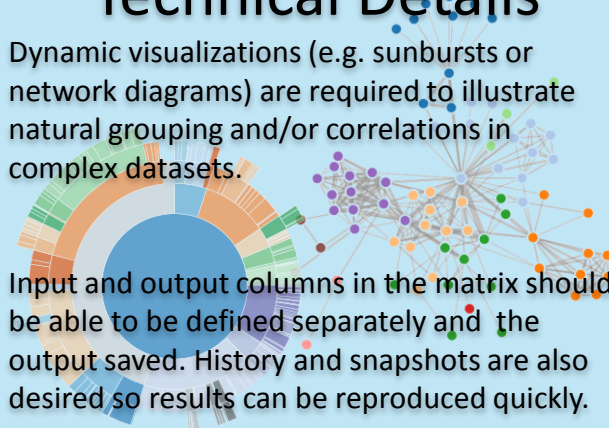 Technical Details
Dynamic visualizations (e.g. sunbursts or
network diagrams) are required to illustrate
natural grouping and/or correlations in
complex datasets.
Input and output columns in the matrix should
be able to be defined separately and the
output saved. History and snapshots are also
desired so results can be reproduced quickly.